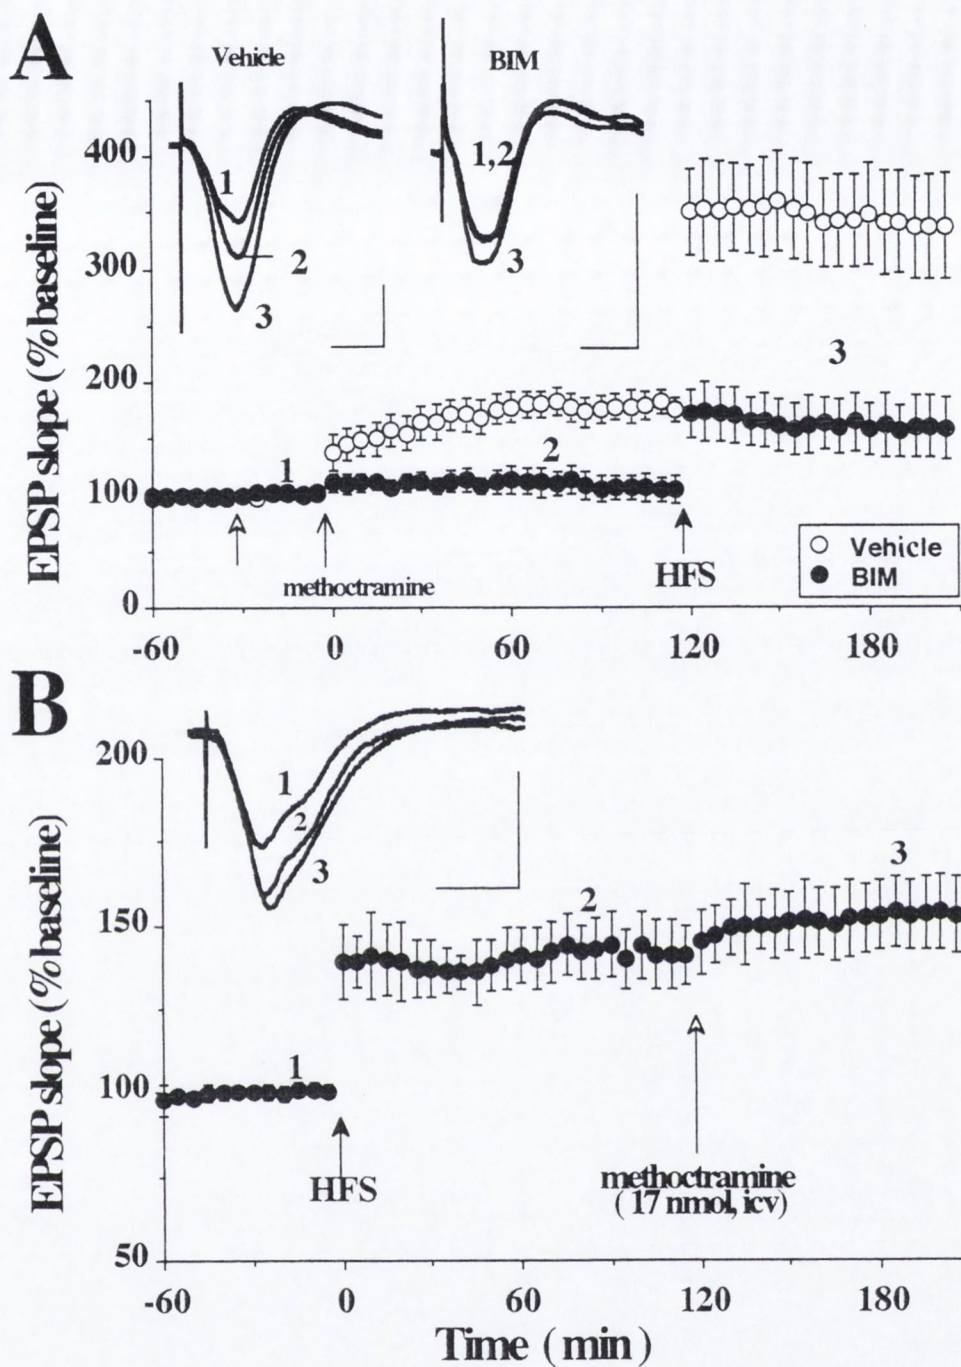 A
Vehicle
BIM
EPSP slope (% baseline)
400
300
200
100
0
1
2
3
1,2
3
1
2
3
methoctramine
HFS
Vehicle
BIM
-60
0
60
120
180
B
EPSP slope (% baseline)
200
150
100
50
1
2
3
1
2
3
HFS
methoctramine
( 17 nmol, icv)
-60
0
60
120
180
Time ( min)